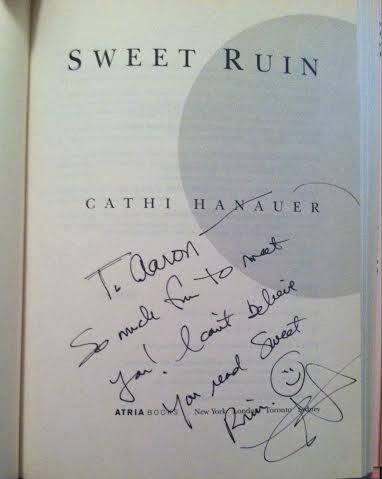 SWEET RUIN
CATHI HANAUER
To Aaron —
So much fun to meet
you! I can't believe
you read Sweet
Ruin.
ATRIA BOOKS New York London Toronto Sydney